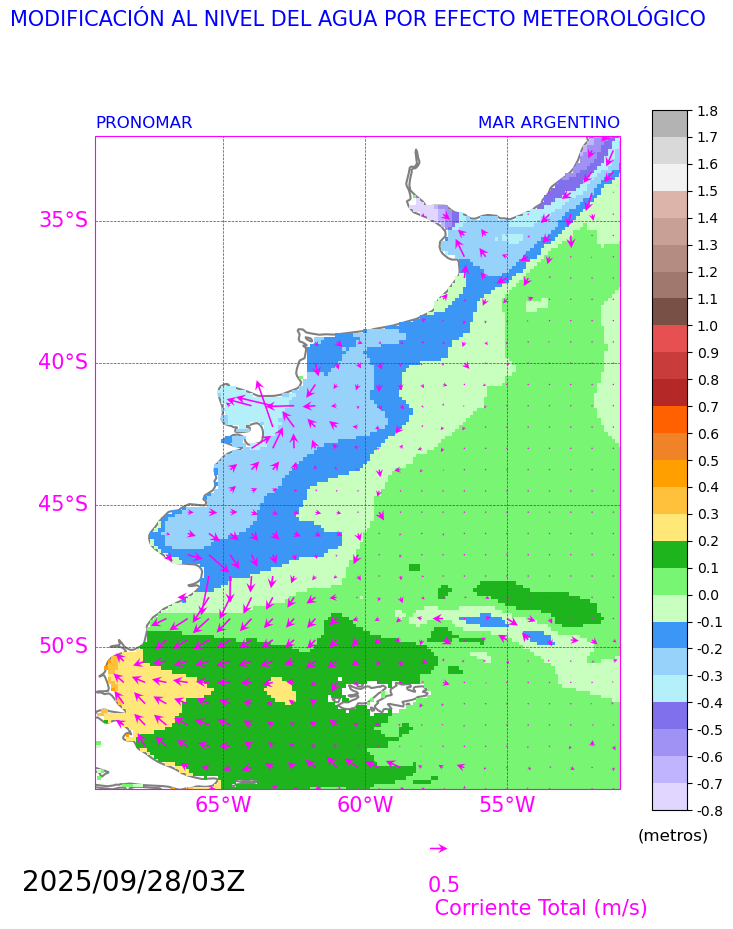 MODIFICACIÓN AL NIVEL DEL AGUA POR EFECTO METEOROLÓGICO
PRONOMAR MAR ARGENTINO
1.8
1.7
1.6
1.5
1.4
1.3
1.2
1.1
1.0
0.9
0.8
0.7
0.6
0.5
0.4
0.3
0.2
0.1
0.0
-0.1
-0.2
-0.3
-0.4
-0.5
-0.6
-0.7
-0.8
(metros)
35°S
40°S
45°S
50°S
65°W 60°W 55°W
2025/09/28/03Z
0.5
Corriente Total (m/s)